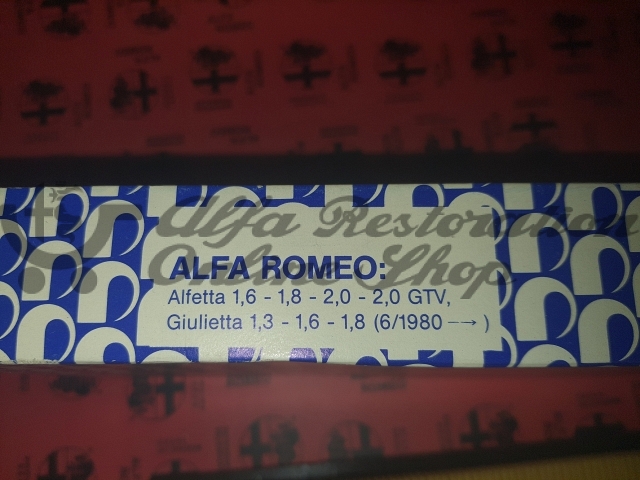 Alfa Restoration
Online Shop
ALFA ROMEO:
Alfetta 1,6 - 1,8 - 2,0 - 2,0 GTV,
Giulietta 1,3 - 1,6 - 1,8 (6/1980 --→ )